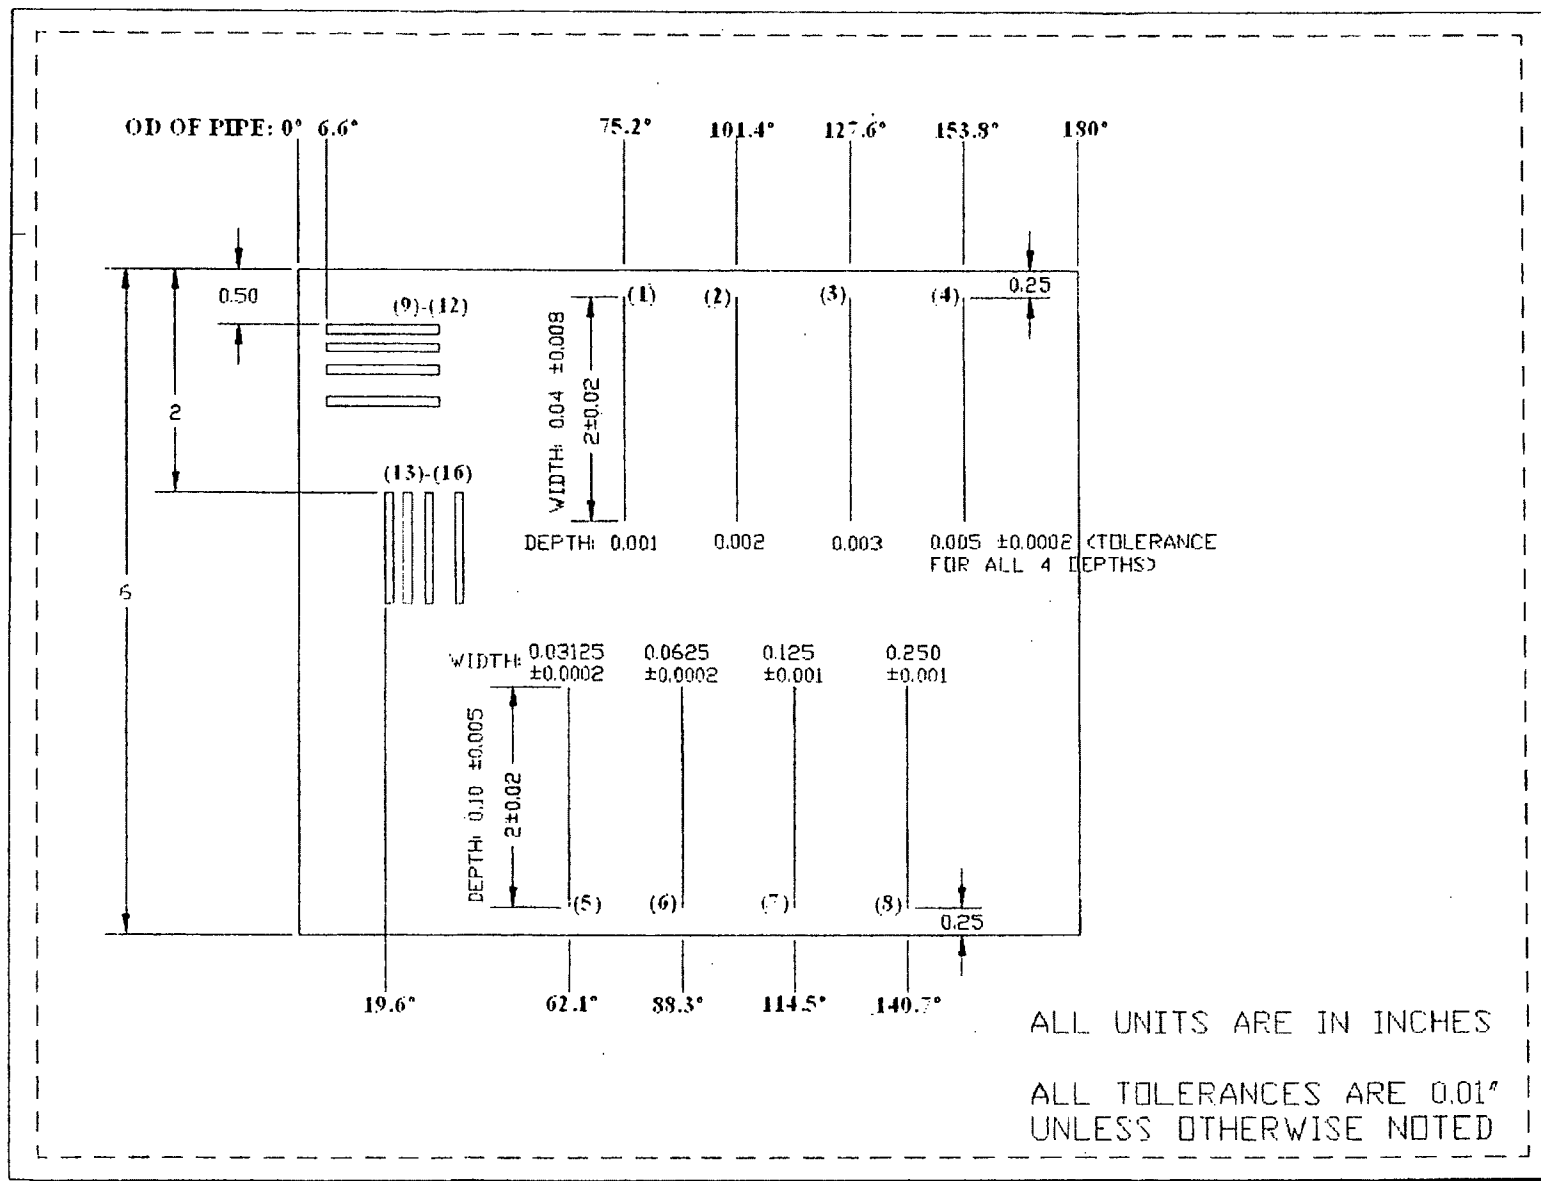 OD OF PIPE: 0° 6.6° 75.2° 101.4° 127.6° 153.8° 180°
0.50
0.25
(9)-(12)
(1) (2) (3) (4)
WIDTH: 0.04 ±0.008
2±0.02
2
(13)-(16)
DEPTH: 0.001 0.002 0.003 0.005 ±0.0002 (TOLERANCE
FOR ALL 4 DEPTHS)
6
WIDTH: 0.03125 0.0625 0.125 0.250
±0.0002 ±0.0002 ±0.001 ±0.001
DEPTH: 0.10 ±0.005
2±0.02
(5) (6) (7) (8)
0.25
19.6° 62.1° 88.3° 114.5° 140.7°
ALL UNITS ARE IN INCHES
ALL TOLERANCES ARE 0.01"
UNLESS OTHERWISE NOTED